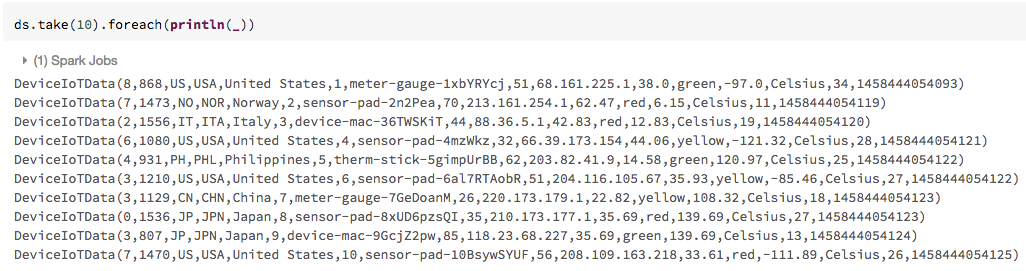 ds.take(10).foreach(println(_))
(1) Spark Jobs
DeviceIoTData(8,868,US,USA,United States,1,meter-gauge-1xbYRYcj,51,68.161.225.1,38.0,green,-97.0,Celsius,34,1458444054093)
DeviceIoTData(7,1473,NO,NOR,Norway,2,sensor-pad-2n2Pea,70,213.161.254.1,62.47,red,6.15,Celsius,11,1458444054119)
DeviceIoTData(2,1556,IT,ITA,Italy,3,device-mac-36TWSKiT,44,88.36.5.1,42.83,red,12.83,Celsius,19,1458444054120)
DeviceIoTData(6,1080,US,USA,United States,4,sensor-pad-4mzWkz,32,66.39.173.154,44.06,yellow,-121.32,Celsius,28,1458444054121)
DeviceIoTData(4,931,PH,PHL,Philippines,5,therm-stick-5gimpUrBB,62,203.82.41.9,14.58,green,120.97,Celsius,25,1458444054122)
DeviceIoTData(3,1210,US,USA,United States,6,sensor-pad-6al7RTAobR,51,204.116.105.67,35.93,yellow,-85.46,Celsius,27,1458444054122)
DeviceIoTData(3,1129,CN,CHN,China,7,meter-gauge-7GeDoanM,26,220.173.179.1,22.82,yellow,108.32,Celsius,18,1458444054123)
DeviceIoTData(0,1536,JP,JPN,Japan,8,sensor-pad-8xUD6pzsQI,35,210.173.177.1,35.69,red,139.69,Celsius,27,1458444054123)
DeviceIoTData(3,807,JP,JPN,Japan,9,device-mac-9GcjZ2pw,85,118.23.68.227,35.69,green,139.69,Celsius,13,1458444054124)
DeviceIoTData(7,1470,US,USA,United States,10,sensor-pad-10BsywSYUF,56,208.109.163.218,33.61,red,-111.89,Celsius,26,1458444054125)